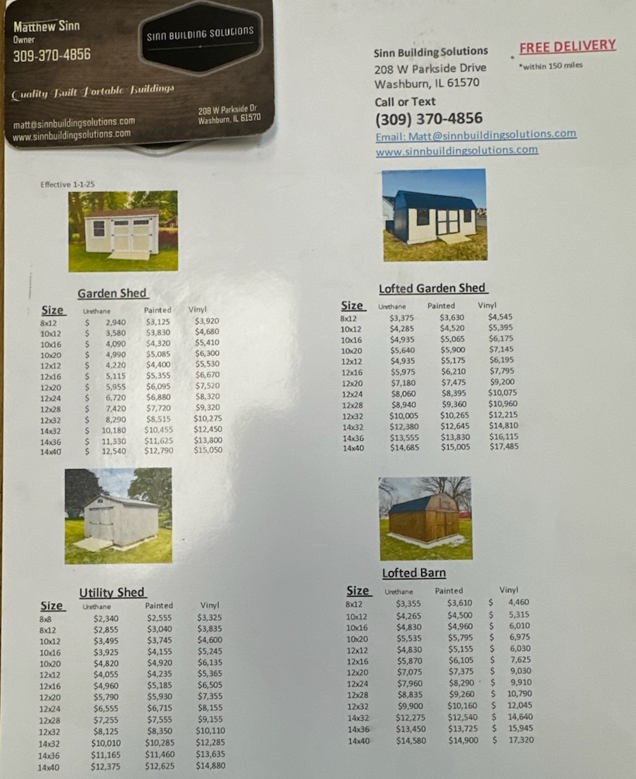 Matthew Sinn
Owner
309-370-4856
SINN BUILDING SOLUTIONS
Quality Built Portable Buildings
matt@sinnbuildingsolutions.com
www.sinnbuildingsolutions.com
208 W Parkside Dr
Washburn, IL 61570
Sinn Building Solutions
208 W Parkside Drive
Washburn, IL 61570
Call or Text
(309) 370-4856
Email: Matt@sinnbuildingsolutions.com
www.sinnbuildingsolutions.com
* FREE DELIVERY
*within 150 miles
Effective 1-1-25
Garden Shed
Size Urethane Painted Vinyl
8x12 $ 2,940 $3,125 $3,920
10x12 $ 3,580 $3,830 $4,680
10x16 $ 4,090 $4,320 $5,410
10x20 $ 4,990 $5,085 $6,300
12x12 $ 4,220 $4,400 $5,530
12x16 $ 5,115 $5,355 $6,670
12x20 $ 5,955 $6,095 $7,520
12x24 $ 6,720 $6,880 $8,320
12x28 $ 7,420 $7,720 $9,320
12x32 $ 8,290 $8,515 $10,275
14x32 $ 10,180 $10,455 $12,450
14x36 $ 11,330 $11,625 $13,800
14x40 $ 12,540 $12,790 $15,050
Lofted Garden Shed
Size Urethane Painted Vinyl
8x12 $3,375 $3,630 $4,545
10x12 $4,285 $4,520 $5,395
10x16 $4,935 $5,065 $6,175
10x20 $5,640 $5,900 $7,145
12x12 $4,935 $5,175 $6,195
12x16 $5,975 $6,210 $7,795
12x20 $7,180 $7,475 $9,200
12x24 $8,060 $8,395 $10,075
12x28 $8,940 $9,360 $10,960
12x32 $10,005 $10,265 $12,215
14x32 $12,380 $12,645 $14,810
14x36 $13,555 $13,830 $16,115
14x40 $14,685 $15,005 $17,485
Utility Shed
Size Urethane Painted Vinyl
8x8 $2,340 $2,555 $3,325
8x12 $2,855 $3,040 $3,835
10x12 $3,495 $3,745 $4,600
10x16 $3,925 $4,155 $5,245
10x20 $4,820 $4,920 $6,135
12x12 $4,055 $4,235 $5,365
12x16 $4,960 $5,185 $6,505
12x20 $5,790 $5,930 $7,355
12x24 $6,555 $6,715 $8,155
12x28 $7,255 $7,555 $9,155
12x32 $8,125 $8,350 $10,110
14x32 $10,010 $10,285 $12,285
14x36 $11,165 $11,460 $13,635
14x40 $12,375 $12,625 $14,880
Lofted Barn
Size Urethane Painted Vinyl
8x12 $3,355 $3,610 $ 4,460
10x12 $4,265 $4,500 $ 5,315
10x16 $4,830 $4,960 $ 6,010
10x20 $5,535 $5,795 $ 6,975
12x12 $4,830 $5,155 $ 6,030
12x16 $5,870 $6,105 $ 7,625
12x20 $7,075 $7,375 $ 9,030
12x24 $7,960 $8,290 $ 9,910
12x28 $8,835 $9,260 $ 10,790
12x32 $9,900 $10,160 $ 12,045
14x32 $12,275 $12,540 $ 14,640
14x36 $13,450 $13,725 $ 15,945
14x40 $14,580 $14,900 $ 17,320